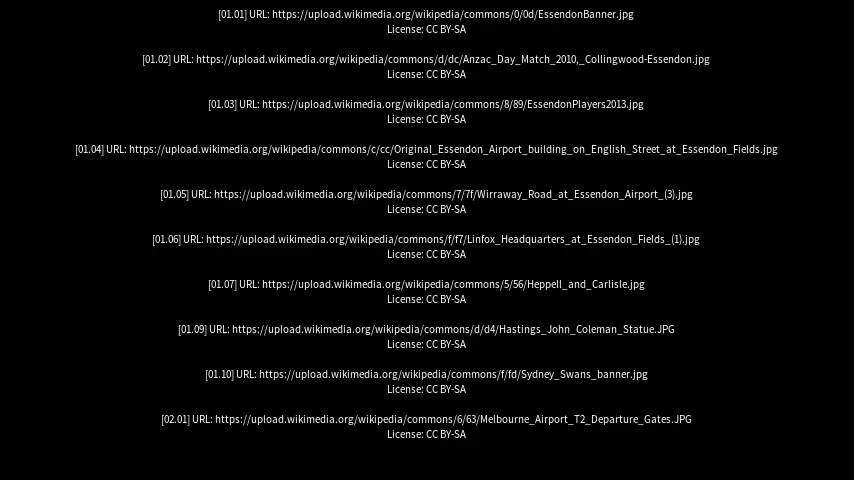 [01.01] URL: https://upload.wikimedia.org/wikipedia/commons/0/0d/EssendonBanner.jpg
License: CC BY-SA
[01.02] URL: https://upload.wikimedia.org/wikipedia/commons/d/dc/Anzac_Day_Match_2010,_Collingwood-Essendon.jpg
License: CC BY-SA
[01.03] URL: https://upload.wikimedia.org/wikipedia/commons/8/89/EssendonPlayers2013.jpg
License: CC BY-SA
[01.04] URL: https://upload.wikimedia.org/wikipedia/commons/c/cc/Original_Essendon_Airport_building_on_English_Street_at_Essendon_Fields.jpg
License: CC BY-SA
[01.05] URL: https://upload.wikimedia.org/wikipedia/commons/7/7f/Wirraway_Road_at_Essendon_Airport_(3).jpg
License: CC BY-SA
[01.06] URL: https://upload.wikimedia.org/wikipedia/commons/f/f7/Linfox_Headquarters_at_Essendon_Fields_(1).jpg
License: CC BY-SA
[01.07] URL: https://upload.wikimedia.org/wikipedia/commons/5/56/Heppell_and_Carlisle.jpg
License: CC BY-SA
[01.09] URL: https://upload.wikimedia.org/wikipedia/commons/d/d4/Hastings_John_Coleman_Statue.JPG
License: CC BY-SA
[01.10] URL: https://upload.wikimedia.org/wikipedia/commons/f/fd/Sydney_Swans_banner.jpg
License: CC BY-SA
[02.01] URL: https://upload.wikimedia.org/wikipedia/commons/6/63/Melbourne_Airport_T2_Departure_Gates.JPG
License: CC BY-SA